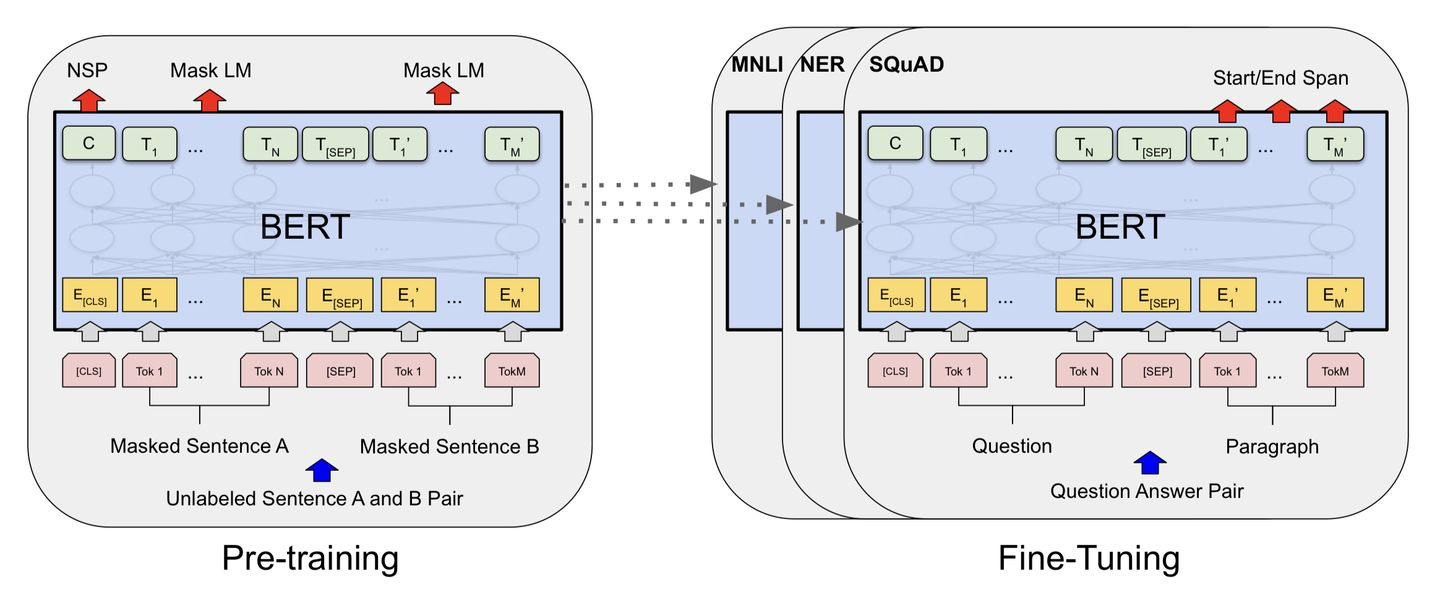 NSP Mask LM Mask LM
C T1 ... TN T[SEP] T1’ ... TM’
...
BERT
...
E[CLS] E1 ... EN E[SEP] E1’ ... EM’
[CLS] Tok 1 ... Tok N [SEP] Tok 1 ... TokM
Masked Sentence A Masked Sentence B
Unlabeled Sentence A and B Pair
Pre-training
MNLI NER SQuAD
Start/End Span
C T1 ... TN T[SEP] T1’ ... TM’
...
BERT
...
E[CLS] E1 ... EN E[SEP] E1’ ... EM’
[CLS] Tok 1 ... Tok N [SEP] Tok 1 ... TokM
Question Paragraph
Question Answer Pair
Fine-Tuning